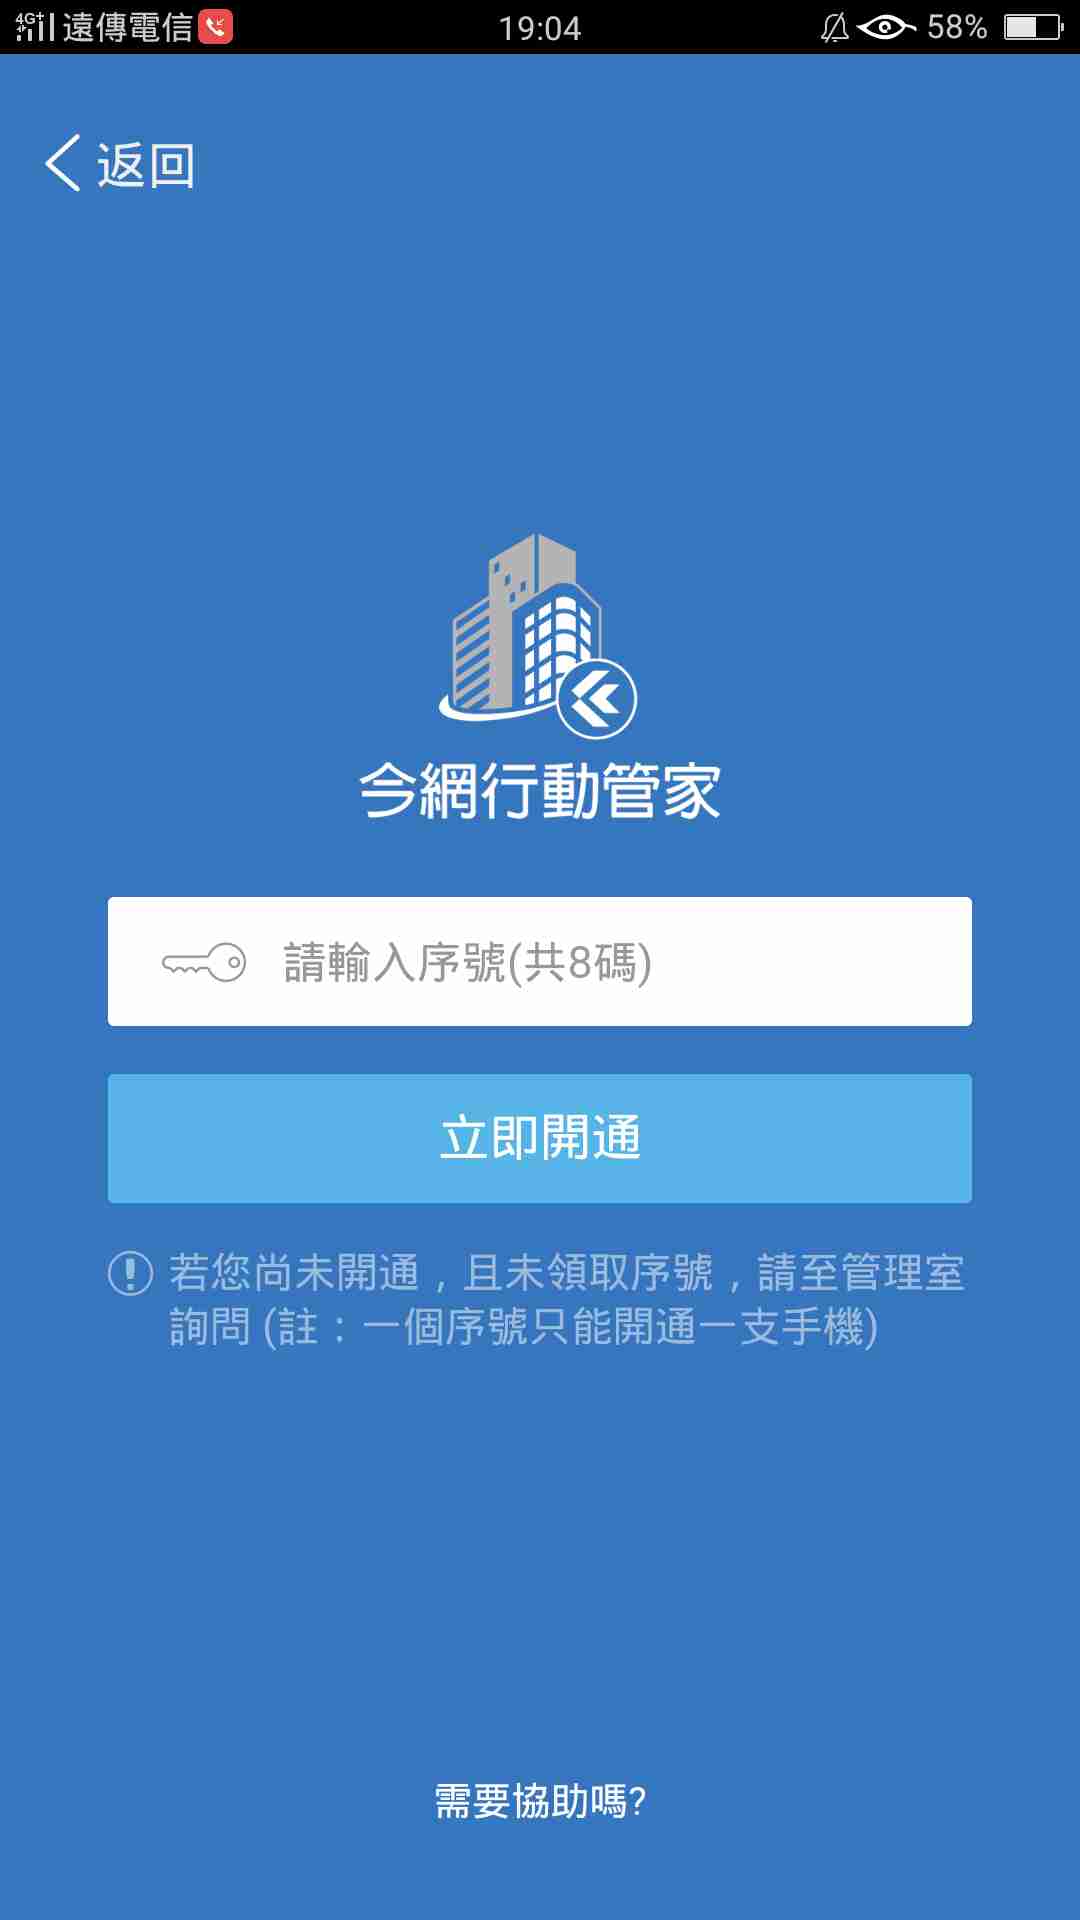 4G+ 遠傳電信 19:04 58%
返回
今網行動管家
請輸入序號(共8碼)
立即開通
若您尚未開通，且未領取序號，請至管理室
詢問 (註：一個序號只能開通一支手機)
需要協助嗎?